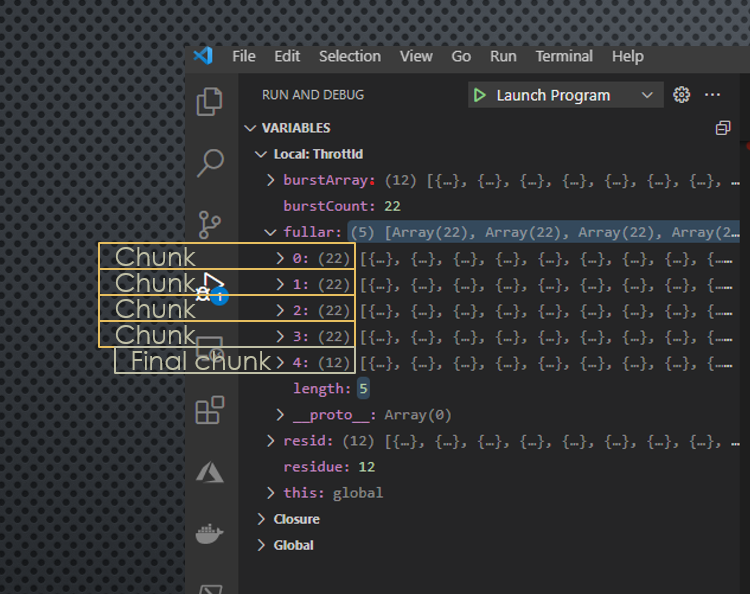 File Edit Selection View Go Run Terminal Help
RUN AND DEBUG Launch Program ...
VARIABLES
Local: ThrottId
burstArray: (12) [{…}, {…}, {…}, {…}, {…}, {…}, {…}, …
burstCount: 22
fullar: (5) [Array(22), Array(22), Array(22), Array(2…
Chunk 0: (22) [{…}, {…}, {…}, {…}, {…}, {…}, {…}, {……
Chunk 1: (22) [{…}, {…}, {…}, {…}, {…}, {…}, {…}, {……
Chunk 2: (22) [{…}, {…}, {…}, {…}, {…}, {…}, {…}, {……
Chunk 3: (22) [{…}, {…}, {…}, {…}, {…}, {…}, {…}, {……
Final chunk 4: (12) [{…}, {…}, {…}, {…}, {…}, {…}, {…}, {……
length: 5
__proto__: Array(0)
resid: (12) [{…}, {…}, {…}, {…}, {…}, {…}, {…}, {…}, …
residue: 12
this: global
Closure
Global